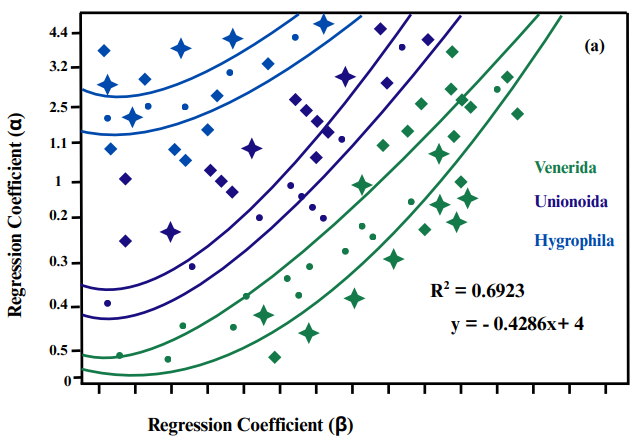 (a)
4.4
3.2
2.5
1.1
1
0.2
0.3
0.4
0.5
0
Regression Coefficient (α)
Venerida
Unionoida
Hygrophila
R² = 0.6923
y = - 0.4286x+ 4
Regression Coefficient (β)